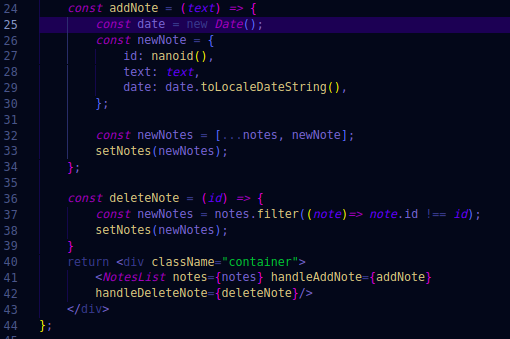 24 const addNote = (text) => {
25 const date = new Date();
26 const newNote = {
27 id: nanoid(),
28 text: text,
29 date: date.toLocaleDateString(),
30 };
31
32 const newNotes = [...notes, newNote];
33 setNotes(newNotes);
34 };
35
36 const deleteNote = (id) => {
37 const newNotes = notes.filter((note)=> note.id !== id);
38 setNotes(newNotes);
39 }
40 return <div className="container">
41 <NotesList notes={notes} handleAddNote={addNote}
42 handleDeleteNote={deleteNote}/>
43 </div>
44 };